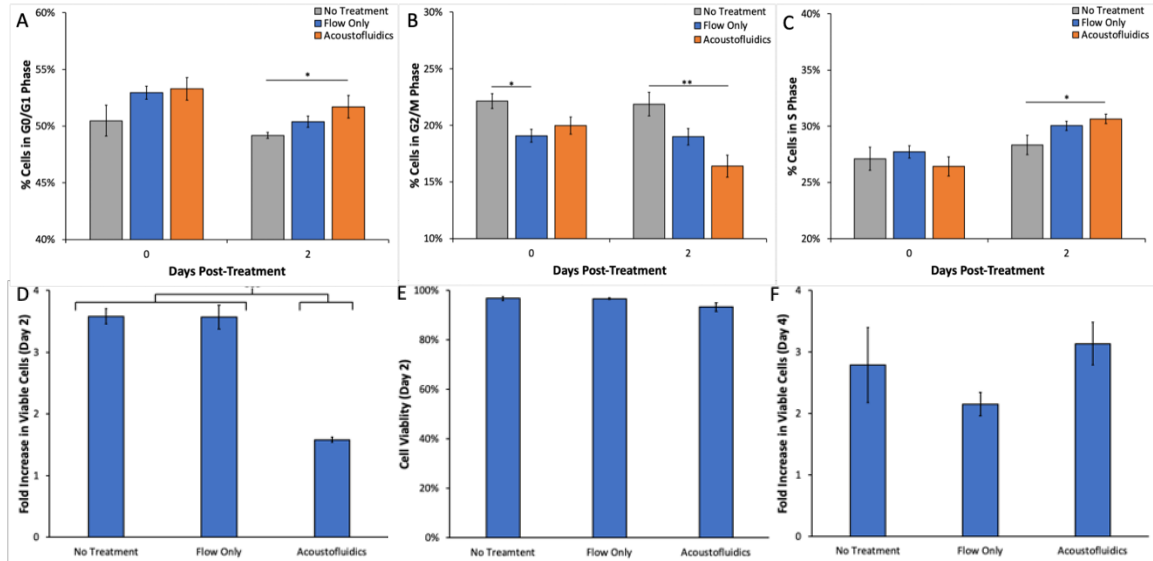 A
No Treatment
Flow Only
Acoustofluidics
% Cells in G0/G1 Phase
60%
55%
50%
45%
40%
*
0
2
Days Post-Treatment
B
No Treatment
Flow Only
Acoustofluidics
% Cells in G2/M Phase
30%
25%
20%
15%
10%
*
**
0
2
Days Post-Treatment
C
No Treatment
Flow Only
Acoustofluidics
% Cells in S Phase
40%
35%
30%
25%
20%
*
0
2
Days Post-Treatment
D
Fold Increase in Viable Cells (Day 2)
4
3
2
1
0
No Treatment
Flow Only
Acoustofluidics
E
Cell Viablity (Day 2)
100%
80%
60%
40%
20%
0%
No Treamtent
Flow Only
Acoustofluidics
F
Fold Increase in Viable Cells (Day 4)
4
3
2
1
0
No Treatment
Flow Only
Acoustofluidics